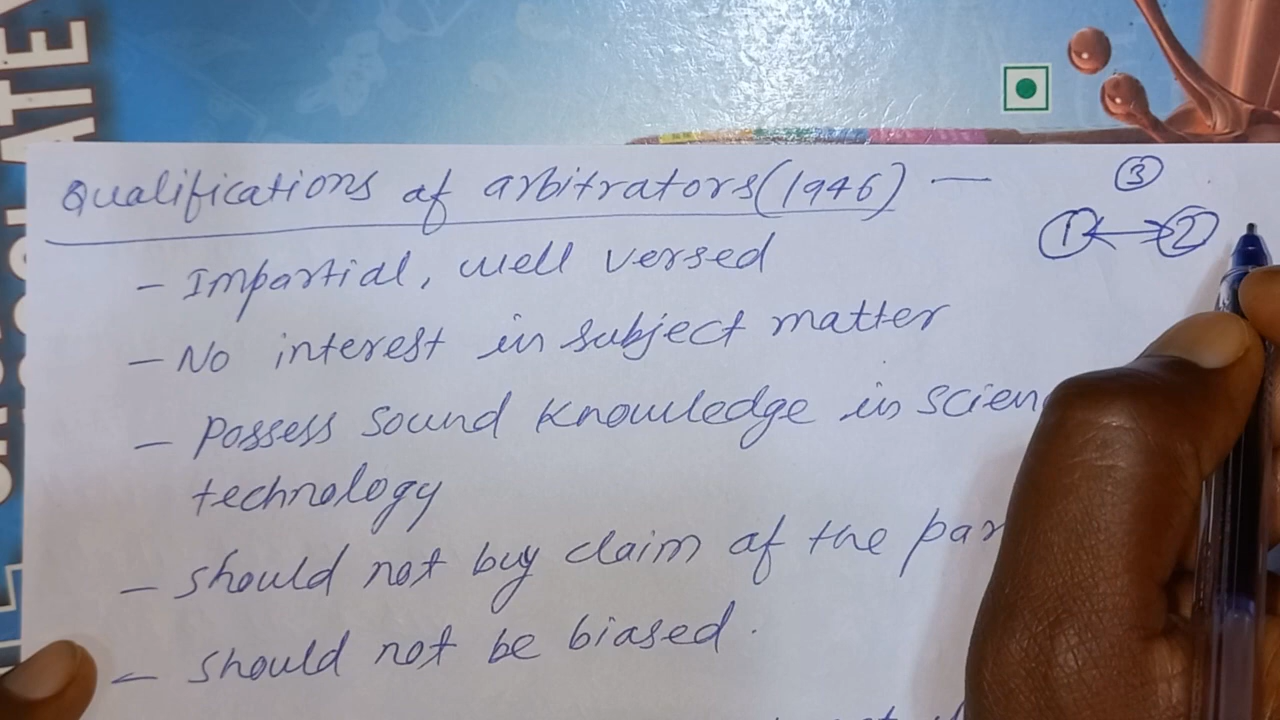 Qualifications of arbitrators (1946) —
③
① ↔ ②
- Impartial, well versed
- No interest in subject matter
- Possess sound knowledge in scien
technology
- Should not buy claim of the par
- Should not be biased.